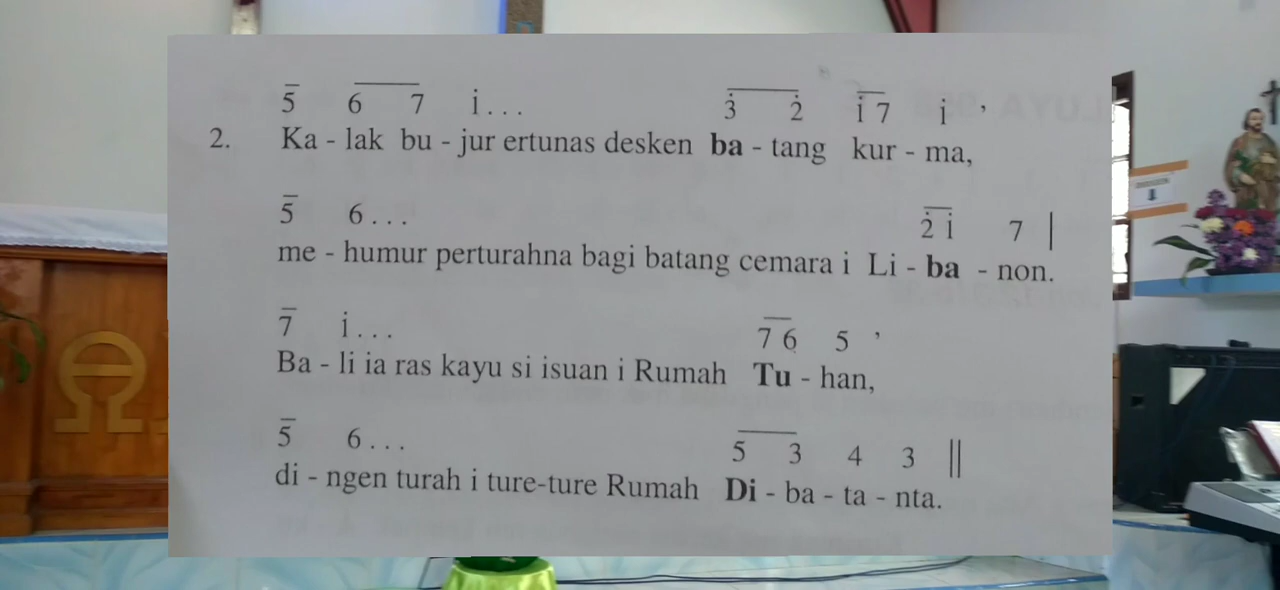 5̅ 6̅ 7̅ i̇ . . . 3̇ 2̇ i̇ 7 i̇ ’
2. Ka - lak bu - jur ertunas desken ba - tang kur - ma,
5̅ 6 . . . 2̇ i̇ 7 |
me - humur perturahna bagi batang cemara i Li - ba - non.
7̅ i̇ . . . 7 6 5 ’
Ba - li ia ras kayu si isuan i Rumah Tu - han,
5̅ 6 . . . 5 3 4 3 ||
di - ngen turah i ture-ture Rumah Di - ba - ta - nta.